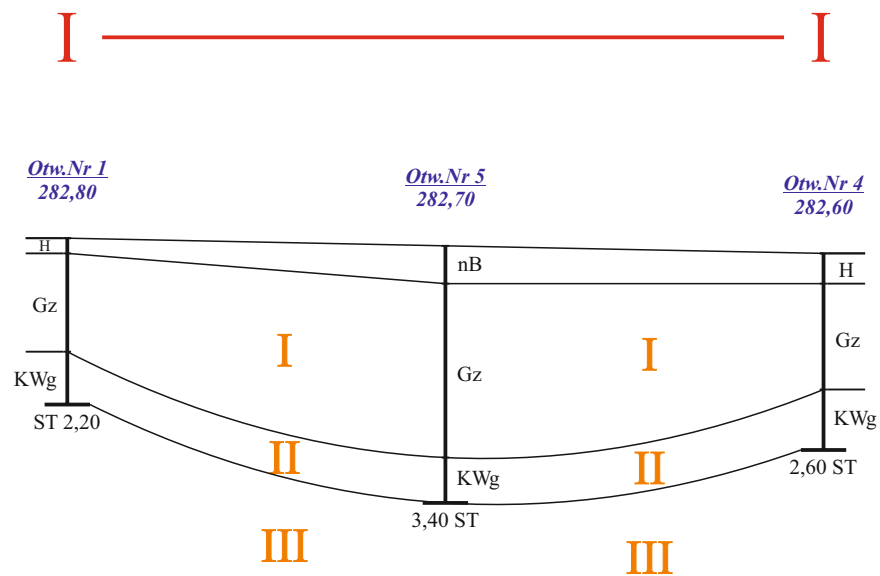 I I
Otw.Nr 1
282,80
Otw.Nr 5
282,70
Otw.Nr 4
282,60
H
nB
H
Gz
I
I
Gz
Gz
KWg
KWg
ST 2,20
II
II
KWg
2,60 ST
3,40 ST
III
III